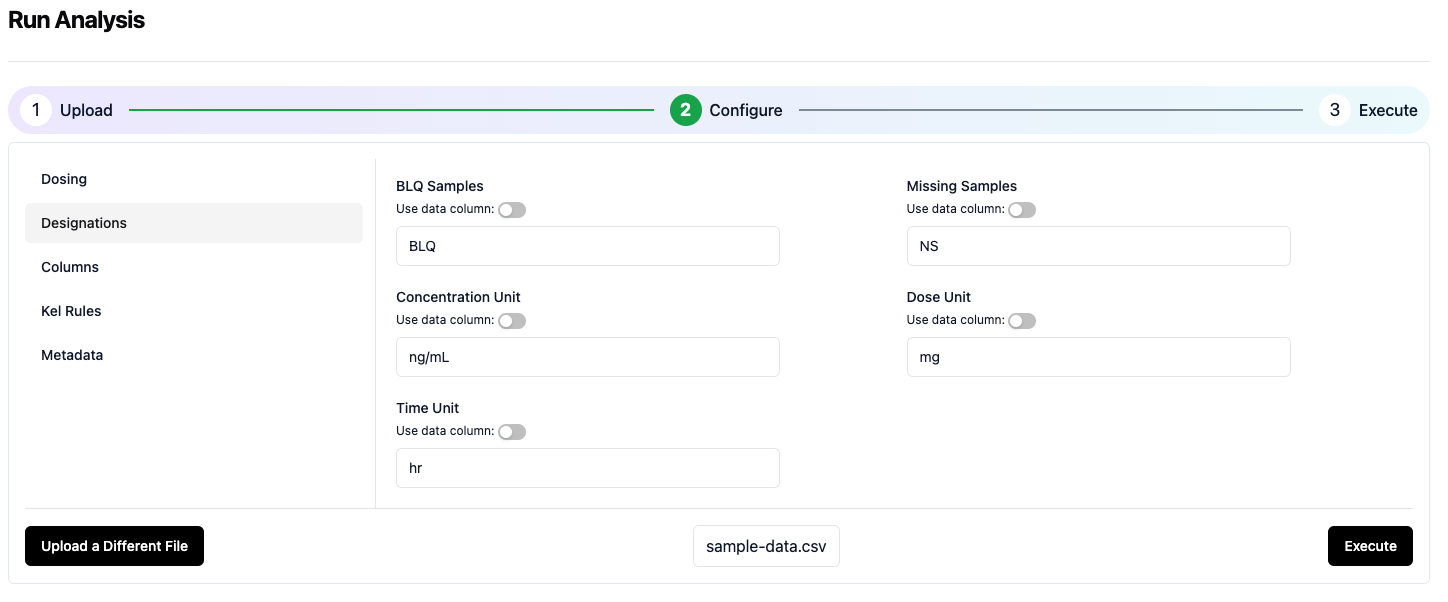 Run Analysis
1 Upload 2 Configure 3 Execute
Dosing
Designations
Columns
Kel Rules
Metadata
BLQ Samples
Use data column:
BLQ
Missing Samples
Use data column:
NS
Concentration Unit
Use data column:
ng/mL
Dose Unit
Use data column:
mg
Time Unit
Use data column:
hr
Upload a Different File
sample-data.csv
Execute